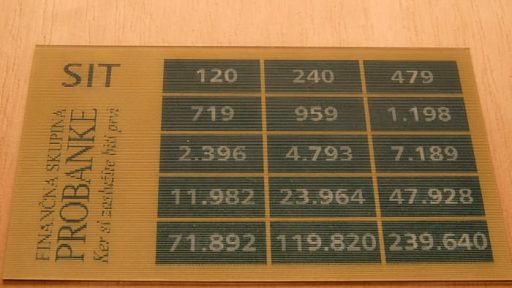 SIT
120 240 479
719 959 1.198
2.396 4.793 7.189
11.982 23.964 47.928
71.892 119.820 239.640
FINANČNA SKUPINA
PROBANKE
Ker si zaslužite biti prvi